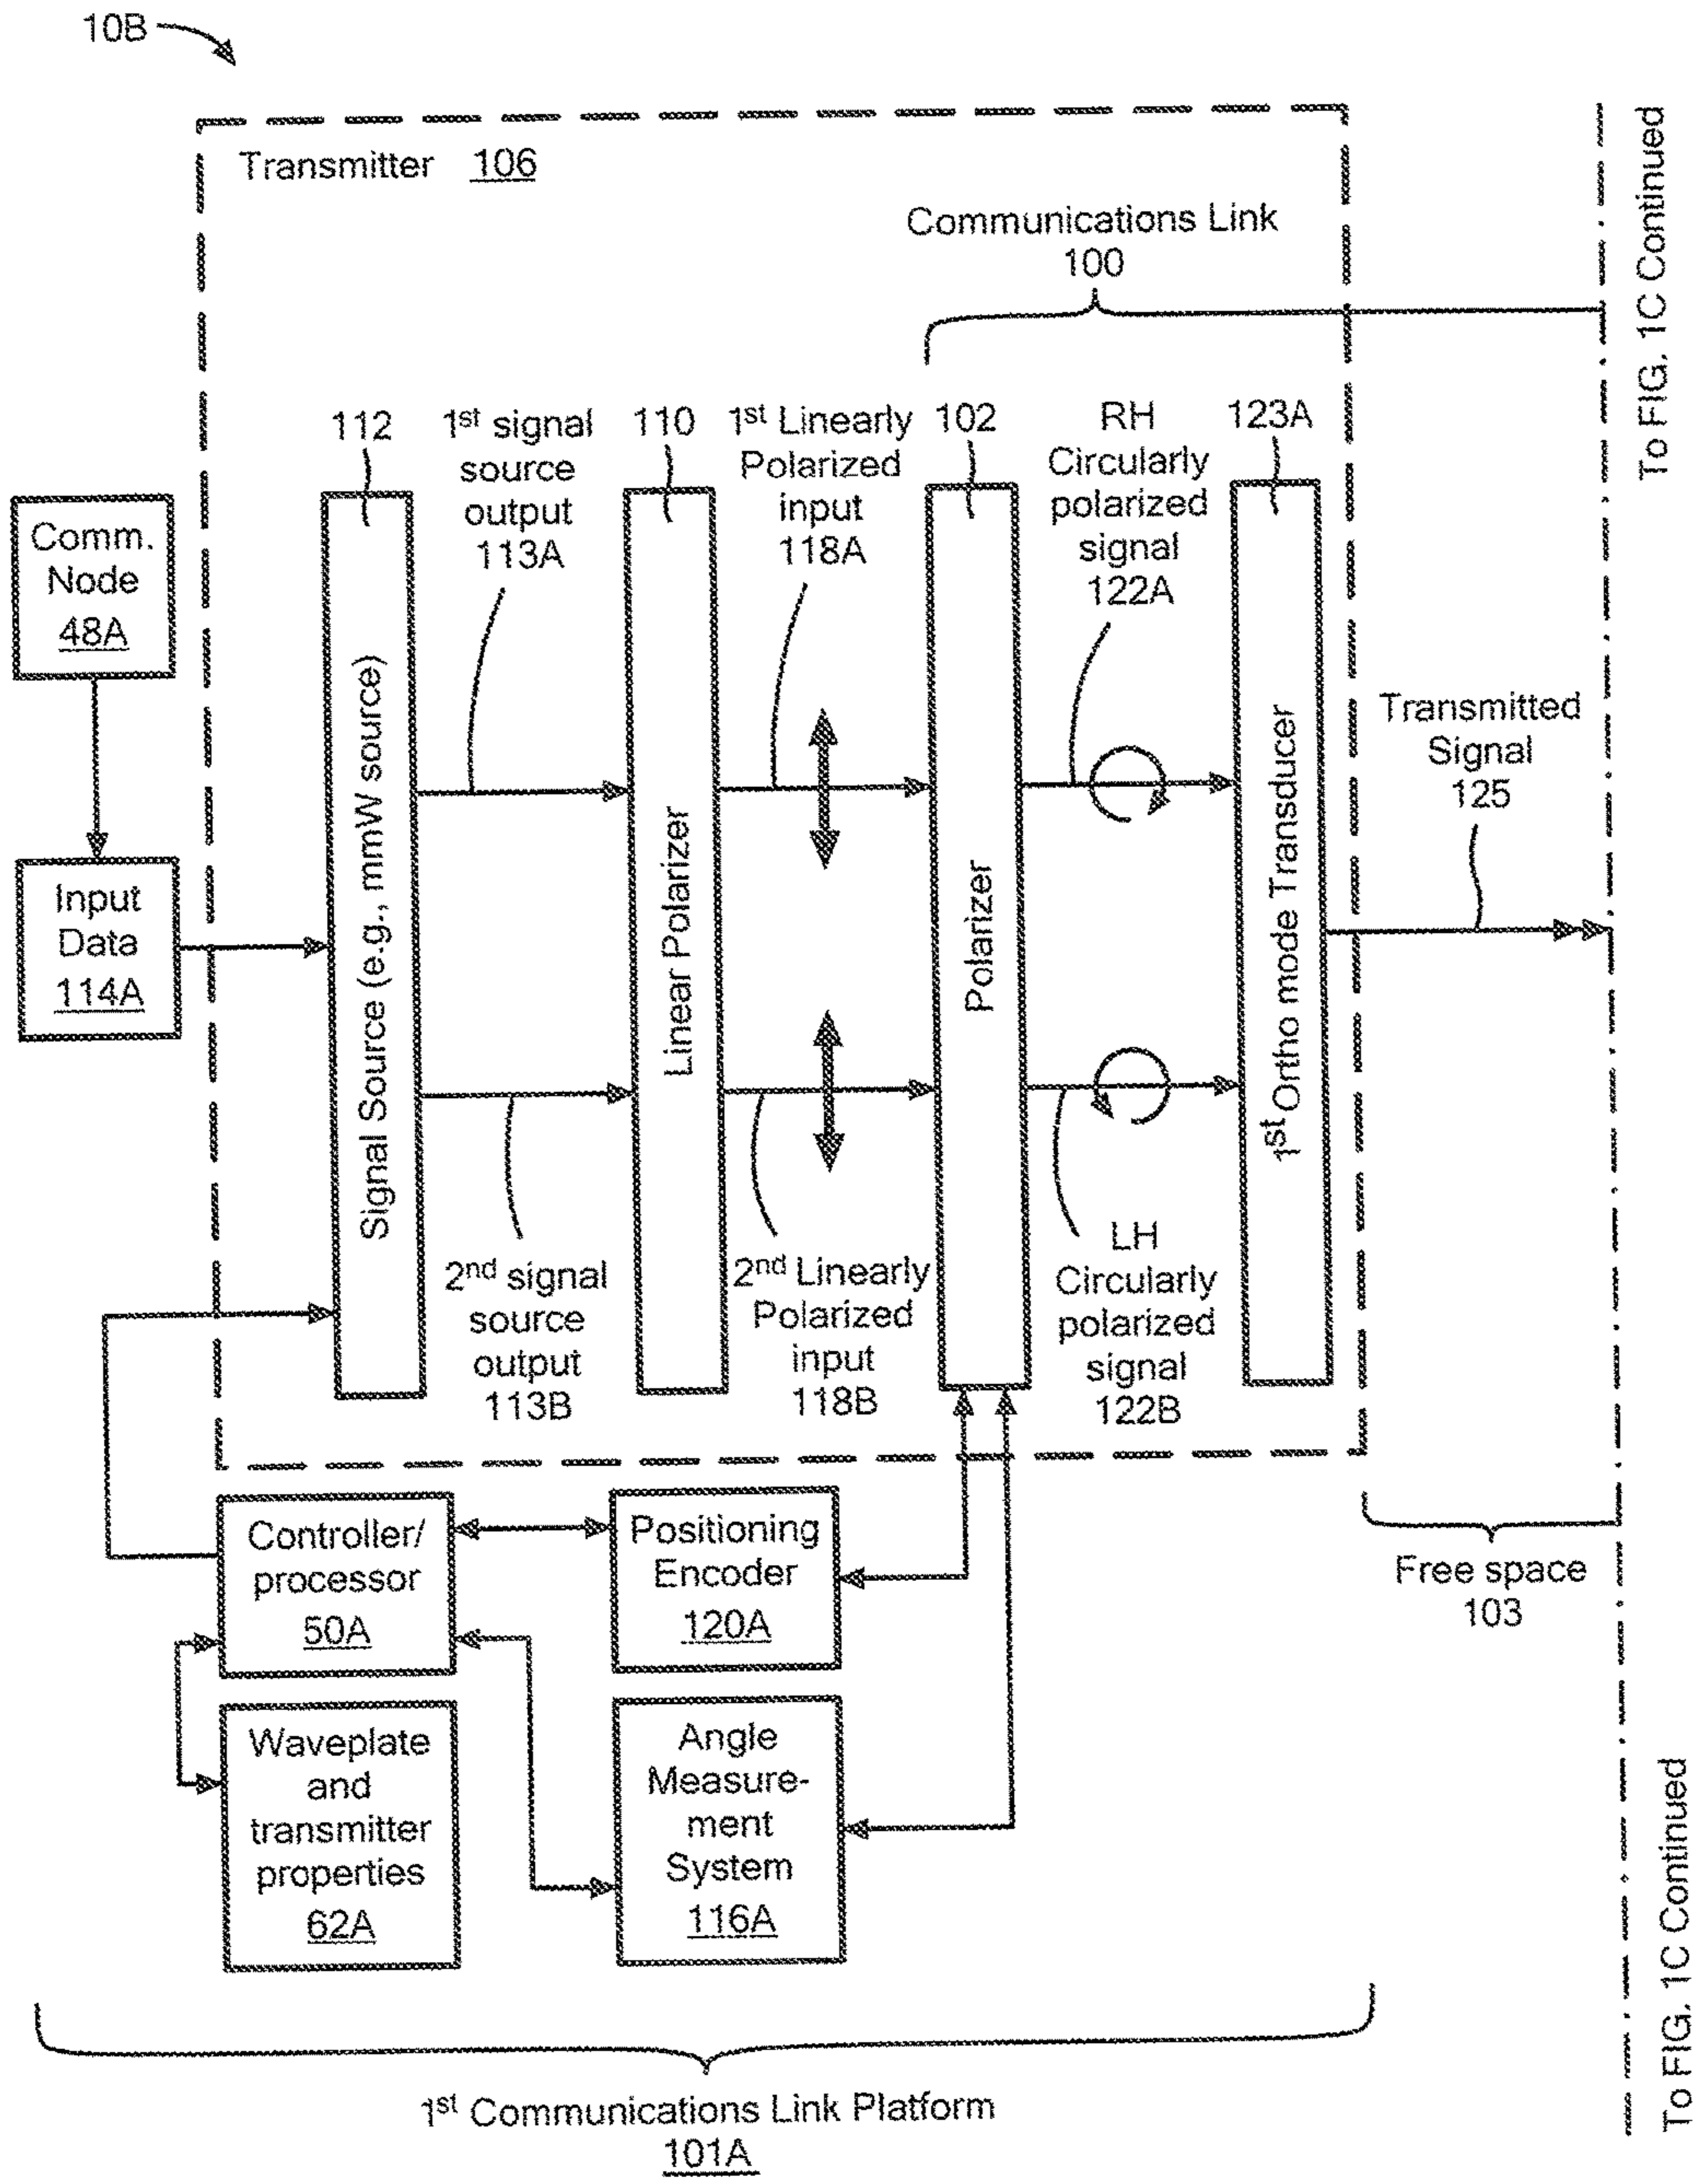 10B
Transmitter 106
Communications Link
100
To FIG. 1C Continued
112
1st signal
source
output
113A
110
1st Linearly
Polarized
input
118A
102
RH
Circularly
polarized
signal
122A
123A
Comm.
Node
48A
Input
Data
114A
Signal Source (e.g., mmW source)
Linear Polarizer
Polarizer
1st Ortho mode Transducer
Transmitted
Signal
125
2nd signal
source
output
113B
2nd Linearly
Polarized
input
118B
LH
Circularly
polarized
signal
122B
Controller/
processor
50A
Positioning
Encoder
120A
Free space
103
Waveplate
and
transmitter
properties
62A
Angle
Measure-
ment
System
116A
To FIG. 1C Continued
1st Communications Link Platform
101A